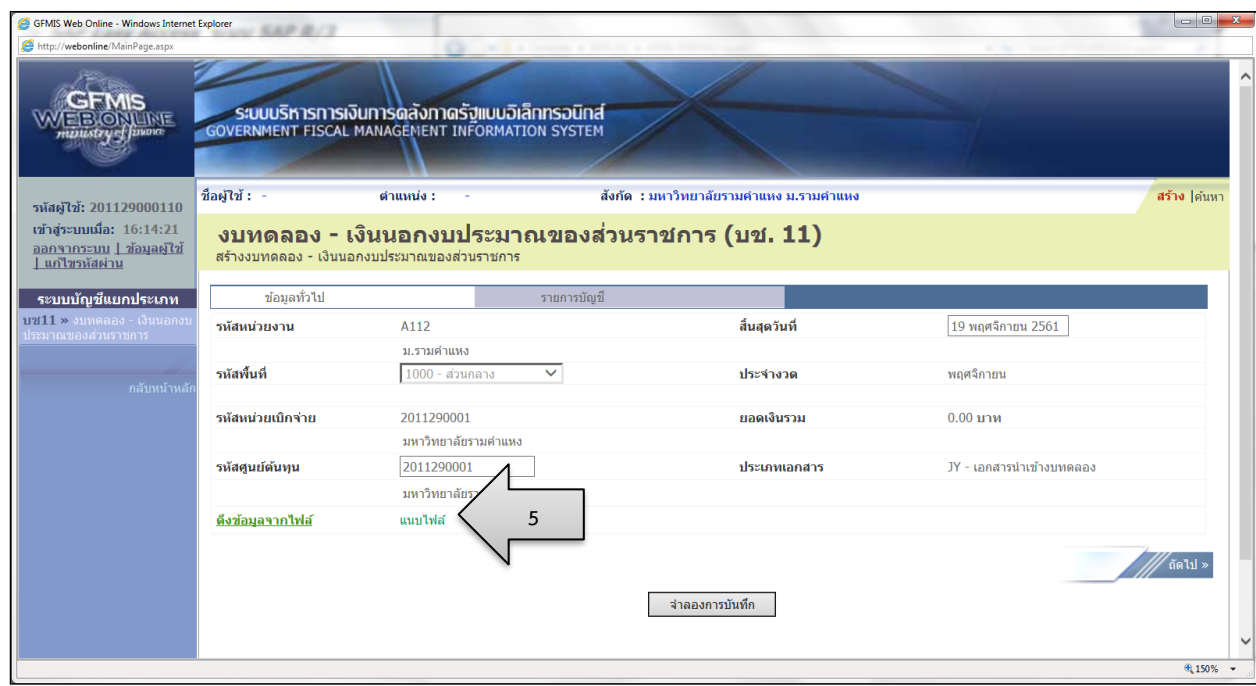 GFMIS Web Online - Windows Internet Explorer
http://webonline/MainPage.aspx
GFMIS
WEB ONLINE
ministry of finance
ระบบบริหารการเงินการคลังภาครัฐแบบอิเล็กทรอนิกส์
GOVERNMENT FISCAL MANAGEMENT INFORMATION SYSTEM
รหัสผู้ใช้: 201129000110
เข้าสู่ระบบเมื่อ: 16:14:21
ออกจากระบบ | ข้อมูลผู้ใช้
| แก้ไขรหัสผ่าน
ระบบบัญชีแยกประเภท
บช11 » งบทดลอง - เงินนอกงบ
ประมาณของส่วนราชการ
กลับหน้าหลัก
ชื่อผู้ใช้ : - ตำแหน่ง : - สังกัด : มหาวิทยาลัยรามคำแหง ม.รามคำแหง
สร้าง |ค้นหา
งบทดลอง - เงินนอกงบประมาณของส่วนราชการ (บช. 11)
สร้างงบทดลอง - เงินนอกงบประมาณของส่วนราชการ
ข้อมูลทั่วไป รายการบัญชี
รหัสหน่วยงาน A112 สิ้นสุดวันที่ 19 พฤศจิกายน 2561
ม.รามคำแหง
รหัสพื้นที่ 1000 - ส่วนกลาง ประจำงวด พฤศจิกายน
รหัสหน่วยเบิกจ่าย 2011290001 ยอดเงินรวม 0.00 บาท
มหาวิทยาลัยรามคำแหง
รหัสศูนย์ต้นทุน 2011290001 ประเภทเอกสาร JY - เอกสารนำเข้างบทดลอง
ดึงข้อมูลจากไฟล์ แนบไฟล์ 5
ถัดไป »
จำลองการบันทึก
150%